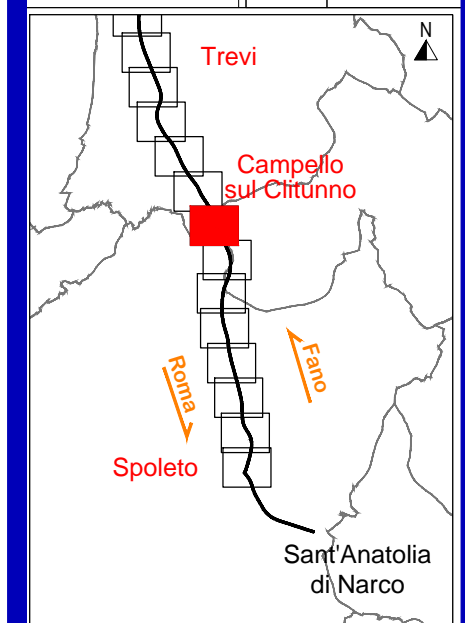 N
Trevi
Campello
sul Clitunno
Fano
Roma
Spoleto
Sant'Anatolia
di Narco